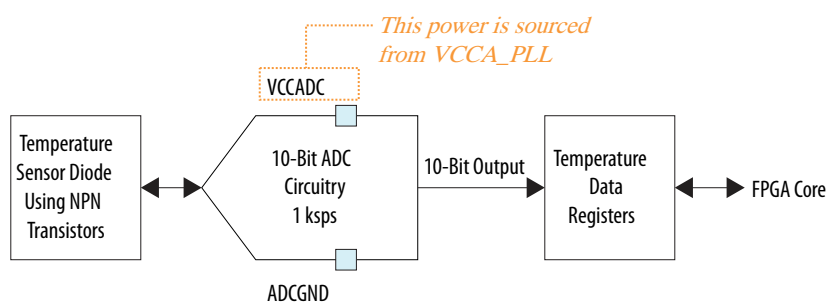 This power is sourced
from VCCA_PLL
VCCADC
Temperature
Sensor Diode
Using NPN
Transistors
10-Bit ADC
Circuitry
1 ksps
10-Bit Output
Temperature
Data
Registers
FPGA Core
ADCGND